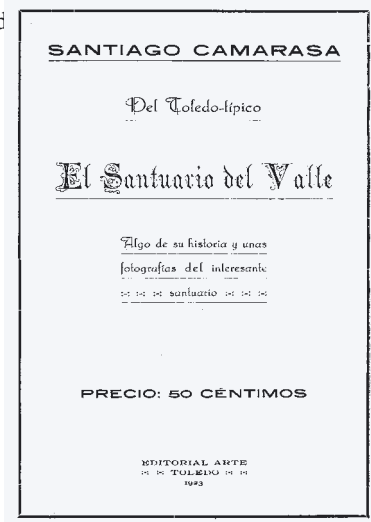 SANTIAGO CAMARASA
Del Toledo-típico
El Santuario del Valle
Algo de su historia y unas
fotografías del interesante
santuario
PRECIO: 50 CÉNTIMOS
EDITORIAL ARTE
TOLEDO
1923